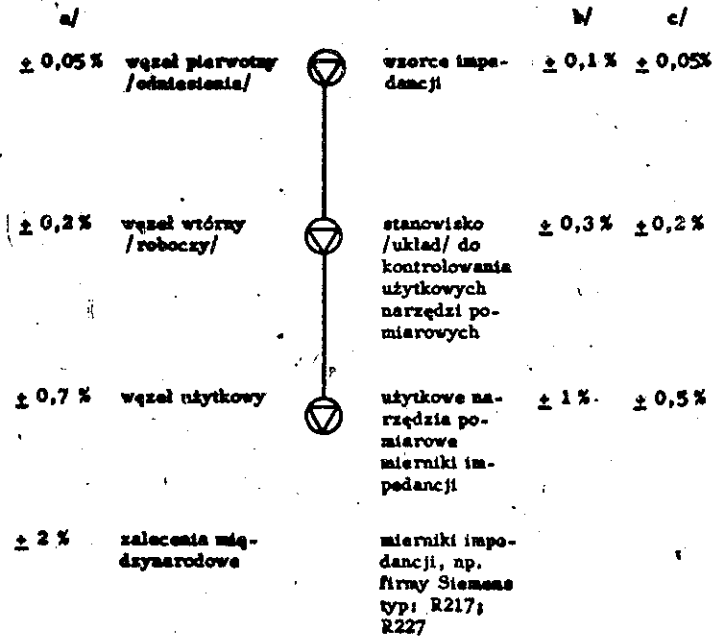 a/ b/ c/
± 0,05 % węzeł pierwotny wzorce impe- ± 0,1 % ± 0,05%
/odniesienia/ dancji
± 0,2 % węzeł wtórny stanowisko ± 0,3 % ±0,2%
/roboczy/ /układ/ do
kontrolowania
użytkowych
narzędzi po-
miarowych
± 0,7 % węzeł użytkowy użytkowe na- ± 1 % ± 0,5%
rzędzia po-
miarowe
mierniki im-
pedancji
± 2 % zalecenia mię- mierniki impe-
dzynarodowe dancji, np.
firmy Siemens
typ: R217;
R227